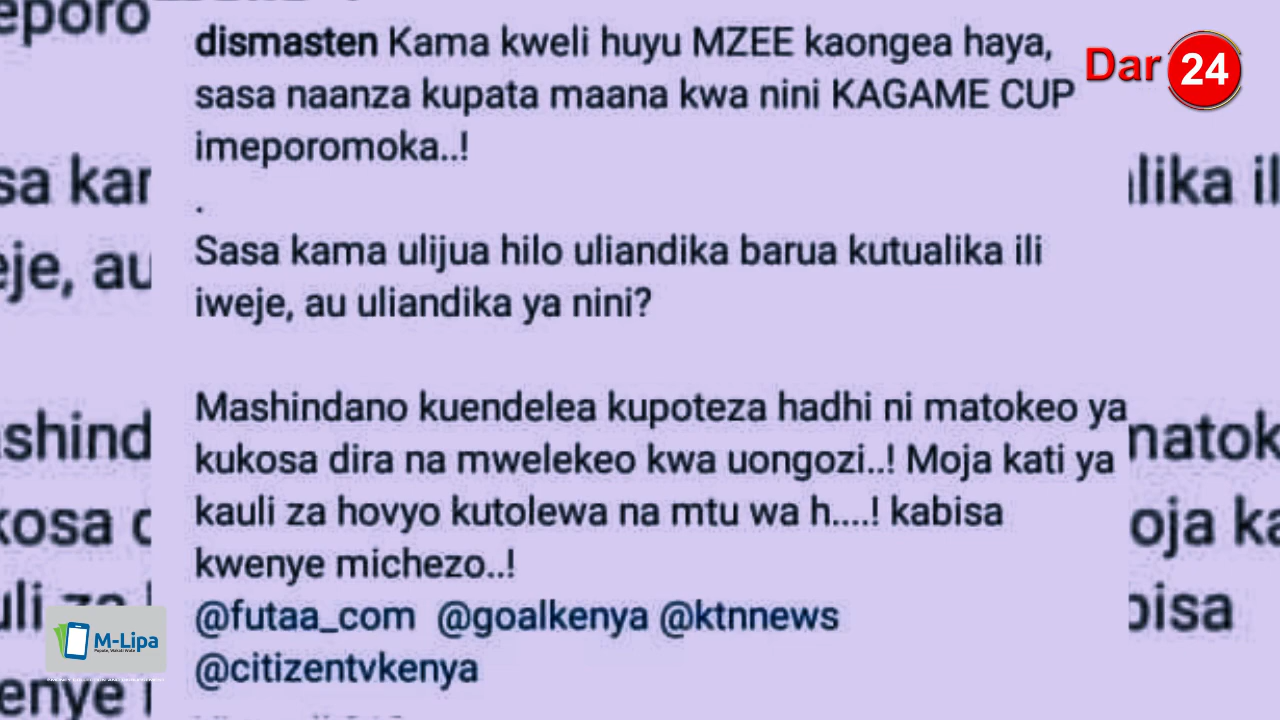 dismasten Kama kweli huyu MZEE kaongea haya,
sasa naanza kupata maana kwa nini KAGAME CUP
imeporomoka..!
.
Sasa kama ulijua hilo uliandika barua kutualika ili
iweje, au uliandika ya nini?
Mashindano kuendelea kupoteza hadhi ni matokeo ya
kukosa dira na mwelekeo kwa uongozi..! Moja kati ya
kauli za hovyo kutolewa na mtu wa h....! kabisa
kwenye michezo..!
@futaa_com @goalkenya @ktnnews
@citizentvkenya
Dar 24
M-Lipa